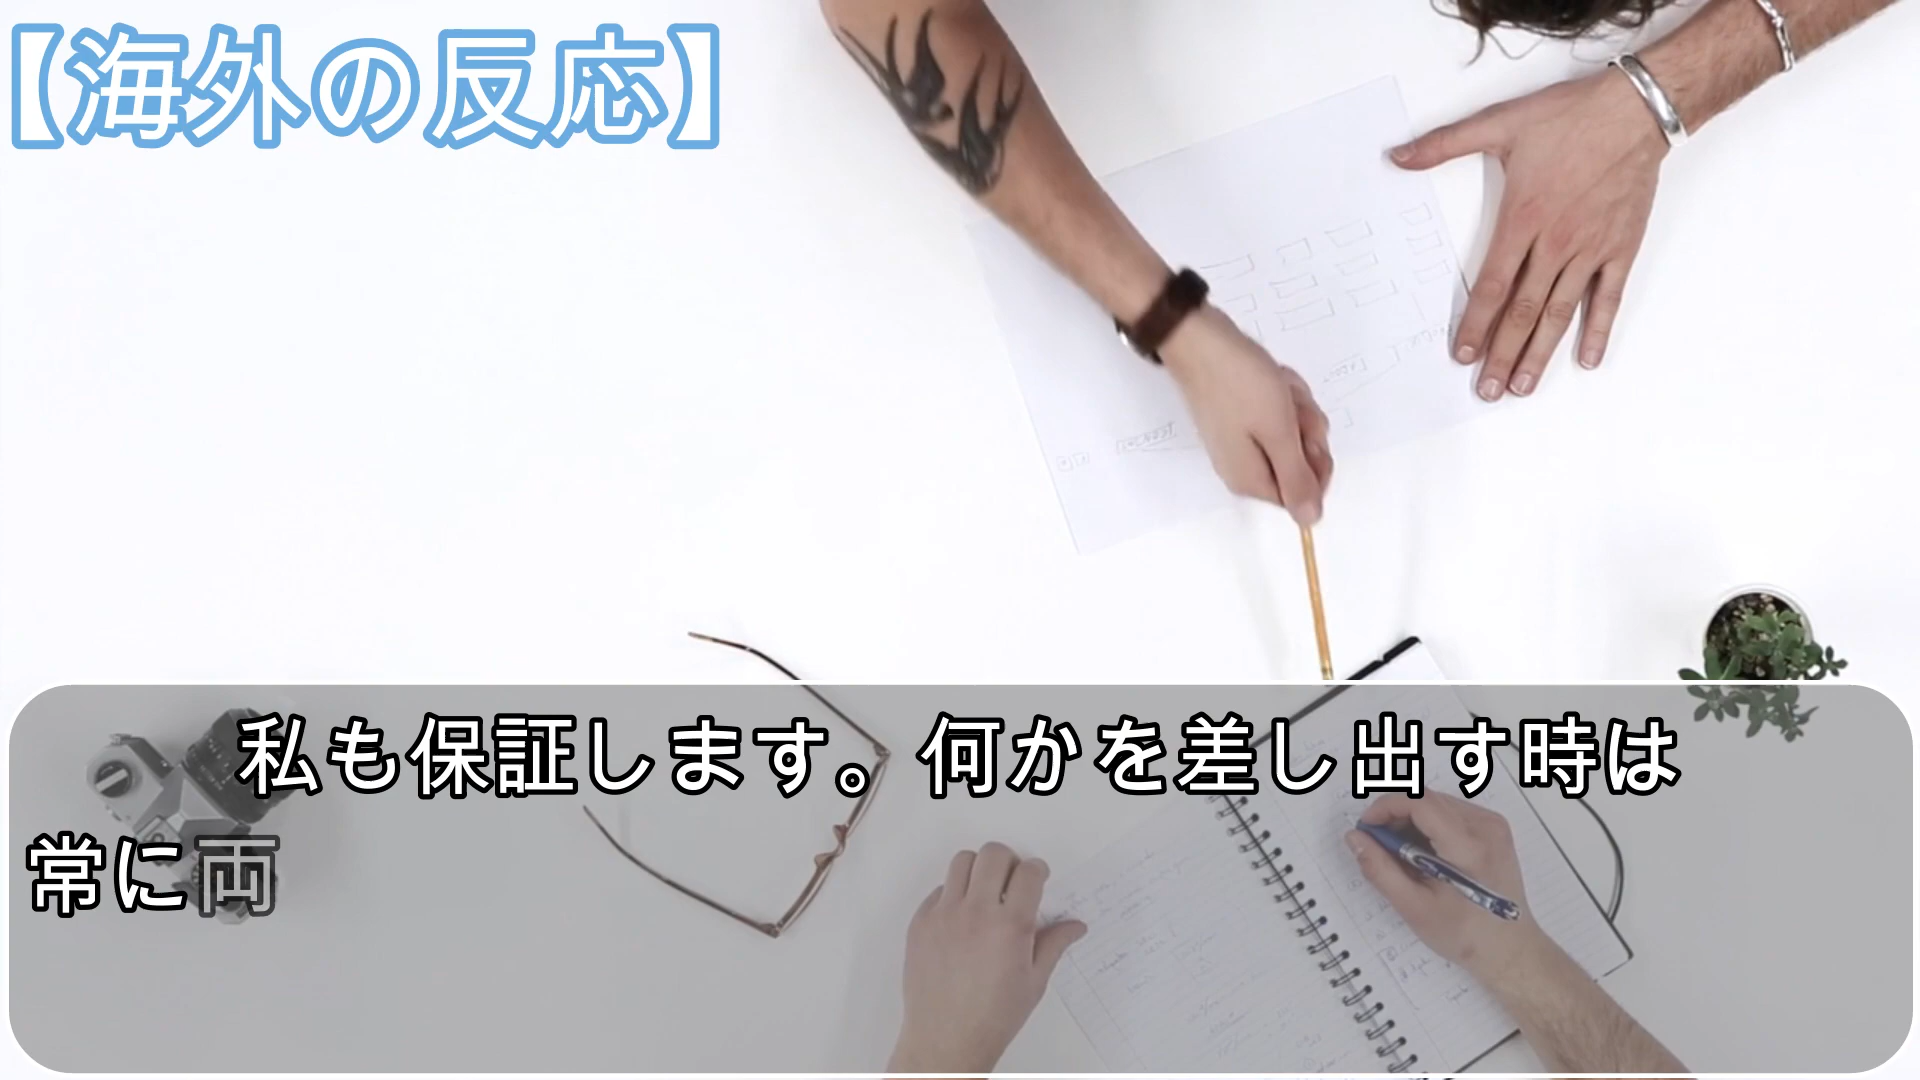 【海外の反応】
私も保証します。何かを差し出す時は
常に両